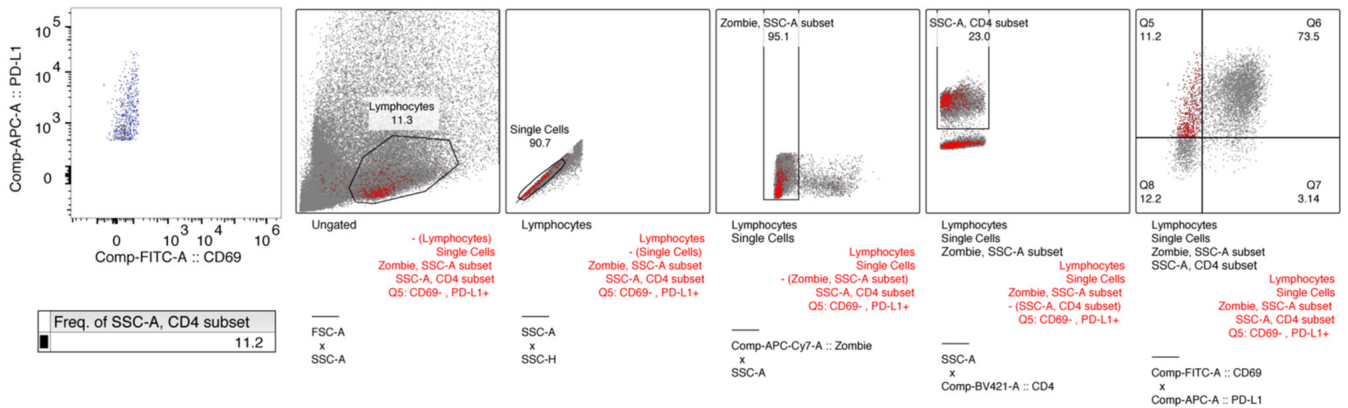 10^5
10^4
10^3
0
Comp-APC-A :: PD-L1
0
10^3
10^4
10^6
Comp-FITC-A :: CD69
Freq. of SSC-A, CD4 subset
11.2
Lymphocytes
11.3
Ungated
- (Lymphocytes)
Single Cells
Zombie, SSC-A subset
SSC-A, CD4 subset
Q5: CD69- , PD-L1+
FSC-A
x
SSC-A
Single Cells
90.7
Lymphocytes
Lymphocytes
- (Single Cells)
Zombie, SSC-A subset
SSC-A, CD4 subset
Q5: CD69- , PD-L1+
SSC-A
x
SSC-H
Zombie, SSC-A subset
95.1
Lymphocytes
Single Cells
Lymphocytes
Single Cells
- (Zombie, SSC-A subset)
SSC-A, CD4 subset
Q5: CD69- , PD-L1+
Comp-APC-Cy7-A :: Zombie
x
SSC-A
SSC-A, CD4 subset
23.0
Lymphocytes
Single Cells
Zombie, SSC-A subset
Lymphocytes
Single Cells
Zombie, SSC-A subset
- (SSC-A, CD4 subset)
Q5: CD69- , PD-L1+
SSC-A
x
Comp-BV421-A :: CD4
Q5
11.2
Q6
73.5
Q8
12.2
Q7
3.14
Lymphocytes
Single Cells
Zombie, SSC-A subset
SSC-A, CD4 subset
Lymphocytes
Single Cells
Zombie, SSC-A subset
SSC-A, CD4 subset
Q5: CD69- , PD-L1+
Comp-FITC-A :: CD69
x
Comp-APC-A :: PD-L1